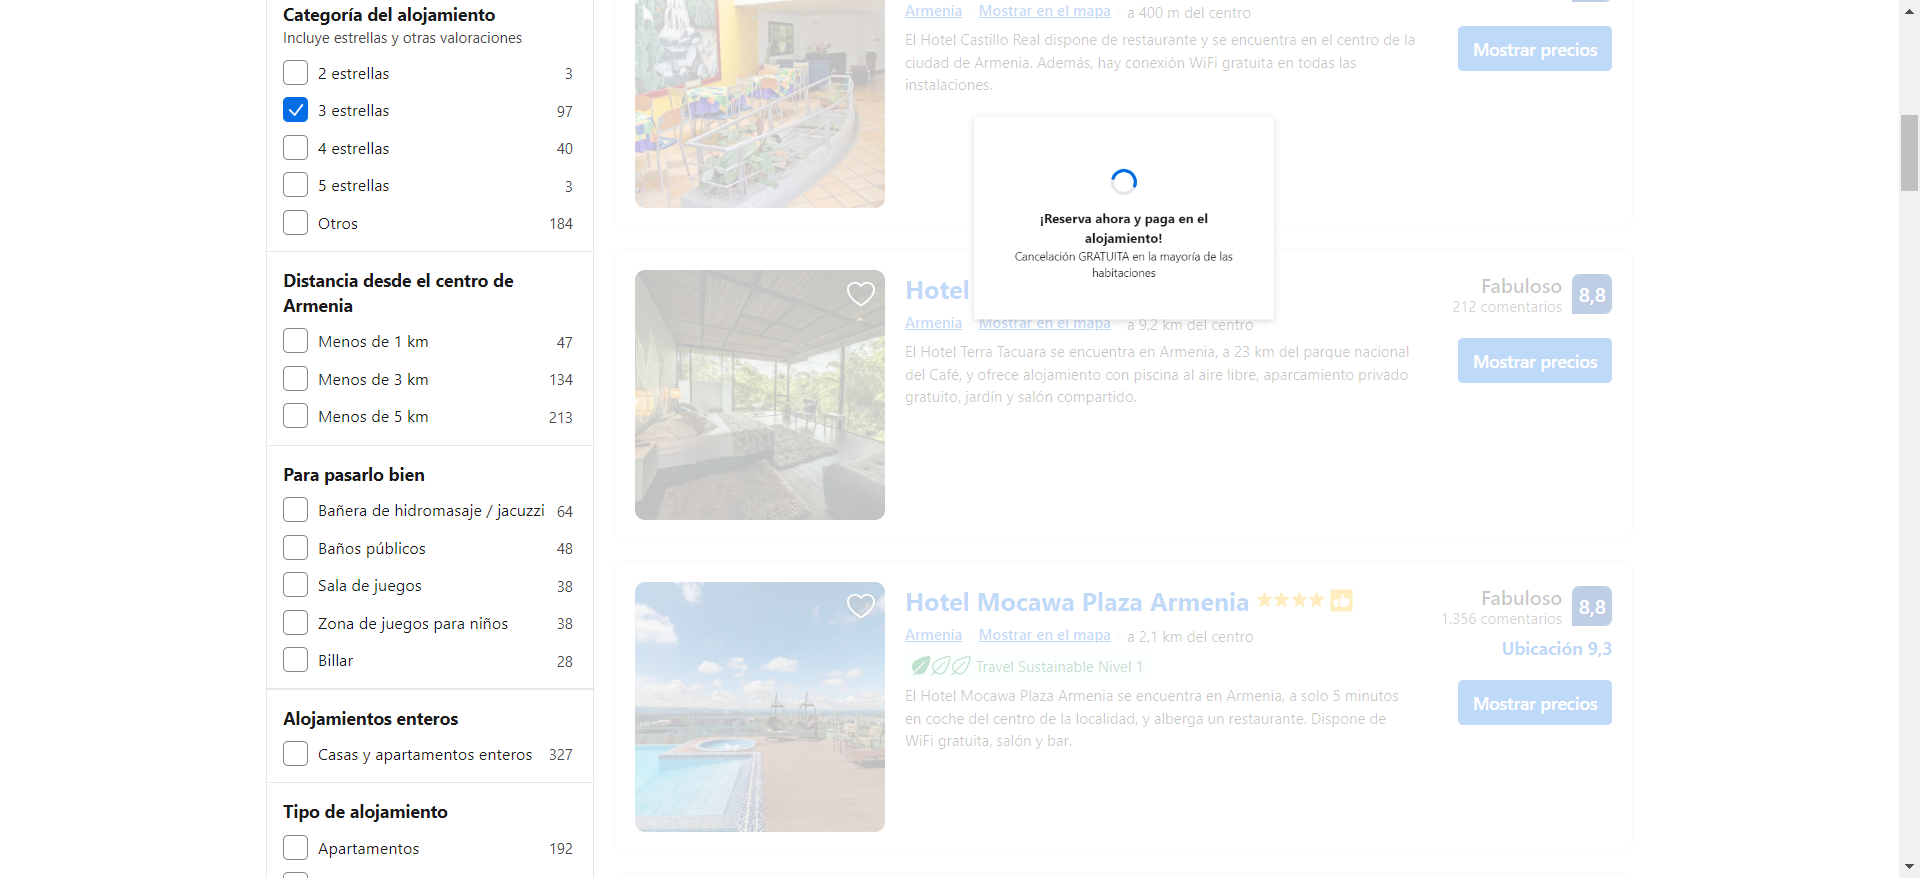 Categoría del alojamiento
Incluye estrellas y otras valoraciones
2 estrellas 3
3 estrellas 97
4 estrellas 40
5 estrellas 3
Otros 184
Distancia desde el centro de
Armenia
Menos de 1 km 47
Menos de 3 km 134
Menos de 5 km 213
Para pasarlo bien
Bañera de hidromasaje / jacuzzi 64
Baños públicos 48
Sala de juegos 38
Zona de juegos para niños 38
Billar 28
Alojamientos enteros
Casas y apartamentos enteros 327
Tipo de alojamiento
Apartamentos 192
Armenia Mostrar en el mapa a 400 m del centro
El Hotel Castillo Real dispone de restaurante y se encuentra en el centro de la
ciudad de Armenia. Además, hay conexión WiFi gratuita en todas las
instalaciones.
Mostrar precios
¡Reserva ahora y paga en el
alojamiento!
Cancelación GRATUITA en la mayoría de las
habitaciones
Hotel
Armenia Mostrar en el mapa a 9,2 km del centro
El Hotel Terra Tacuara se encuentra en Armenia, a 23 km del parque nacional
del Café, y ofrece alojamiento con piscina al aire libre, aparcamiento privado
gratuito, jardín y salón compartido.
Fabuloso 8,8
212 comentarios
Mostrar precios
Hotel Mocawa Plaza Armenia
Armenia Mostrar en el mapa a 2,1 km del centro
Travel Sustainable Nivel 1
El Hotel Mocawa Plaza Armenia se encuentra en Armenia, a solo 5 minutos
en coche del centro de la localidad, y alberga un restaurante. Dispone de
WiFi gratuita, salón y bar.
Fabuloso 8,8
1.356 comentarios
Ubicación 9,3
Mostrar precios